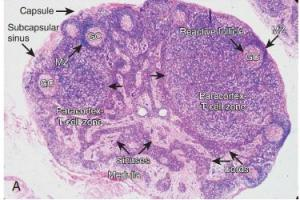 Capsule
Subcapsular
sinus
GC
MZ
GC
Reactive follicle
MZ
GC
Paracortex-
T cell zone
Paracortex
T cell zone
Sinuses
Medulla
Cords
A